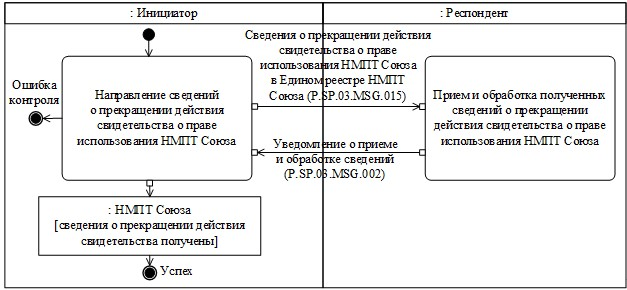 : Инициатор
: Респондент
Сведения о прекращении действия
свидетельства о праве
использования НМПТ Союза
в Едином реестре НМПТ
Союза (P.SP.03.MSG.015)
Ошибка
контроля
Направление сведений
о прекращении действия
свидетельства о праве
использования НМПТ Союза
Прием и обработка полученных
сведений о прекращении
действия свидетельства о праве
использования НМПТ Союза
Уведомление о приеме
и обработке сведений
(P.SP.03.MSG.002)
: НМПТ Союза
[сведения о прекращении действия
свидетельства получены]
Успех